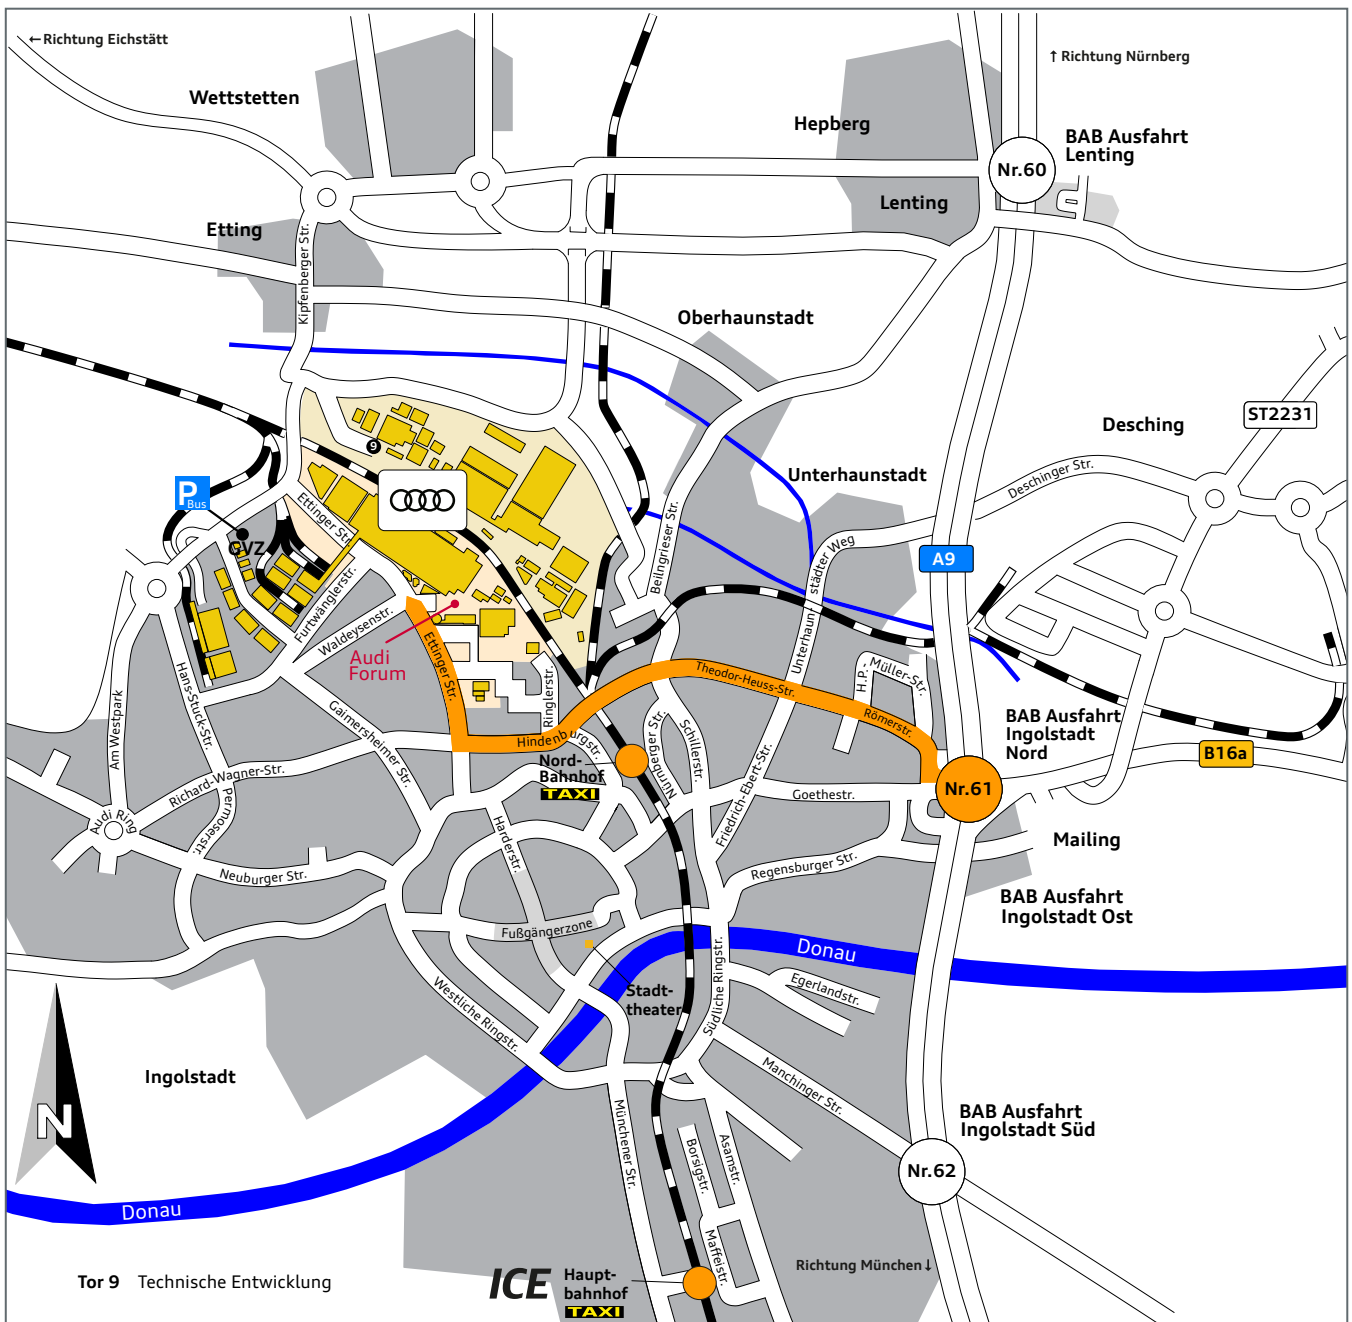 ←Richtung Eichstätt
↑ Richtung Nürnberg
Wettstetten
Hepberg
BAB Ausfahrt
Lenting
Nr.60
Lenting
Etting
Kipfenberger Str.
Oberhaunstadt
ST2231
Desching
9
Unterhaunstadt
Deschinger Str.
P
Bus
GVZ
Ettinger Str.
Beilngrieser Str.
Unterhaunstädter Weg
A9
Furtwänglerstr.
Waldeysenstr.
Audi
Forum
Ettinger Str.
Hans-Stuck-Str.
Am Westpark
Gaimersheimer Str.
Ringlerstr.
Theodor-Heuss-Str.
H.P.
Müller-Str.
Römerstr.
BAB Ausfahrt
Ingolstadt
Nord
B16a
Hindenburgstr.
Nord-
Bahnhof
TAXI
Nürnberger Str.
Schillerstr.
Friedrich-Ebert-Str.
Goethestr.
Nr.61
Richard-Wagner-Str.
Permoserstr.
Audi Ring
Harderstr.
Mailing
Neuburger Str.
Regensburger Str.
BAB Ausfahrt
Ingolstadt Ost
Fußgängerzone
Donau
Stadt-
theater
Südliche Ringstr.
Egerlandstr.
Westliche Ringstr.
Ingolstadt
Manchinger Str.
BAB Ausfahrt
Ingolstadt Süd
N
Münchener Str.
Borsigstr.
Asamstr.
Nr.62
Donau
Maffeistr.
Richtung München↓
Tor 9 Technische Entwicklung
ICE
Haupt-
bahnhof
TAXI